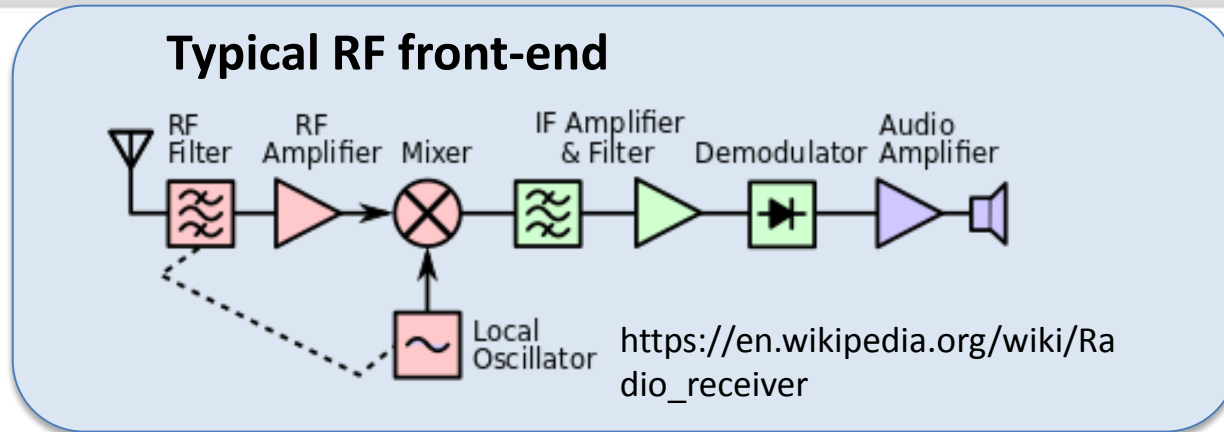 Typical RF front-end
RF
Filter
RF
Amplifier
Mixer
IF Amplifier
& Filter
Demodulator
Audio
Amplifier
Local
Oscillator
https://en.wikipedia.org/wiki/Ra
dio_receiver